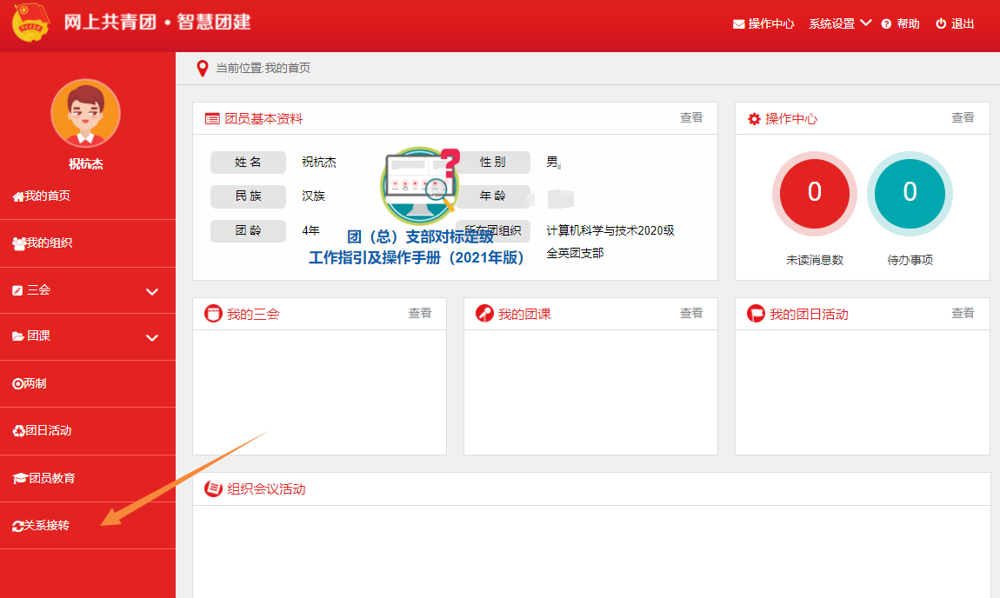 网上共青团·智慧团建
操作中心 系统设置 帮助 退出
当前位置:我的首页
祝杭杰
我的首页
我的组织
三会
团课
两制
团日活动
团员教育
关系接转
团员基本资料 查看
姓 名 祝杭杰 性 别 男
民 族 汉族 年 龄
团 龄 4年 所在团组织 计算机科学与技术2020级
全英团支部
团（总）支部对标定级
工作指引及操作手册（2021年版）
操作中心 查看
0 0
未读消息数 待办事项
我的三会 查看
我的团课 查看
我的团日活动 查看
组织会议活动